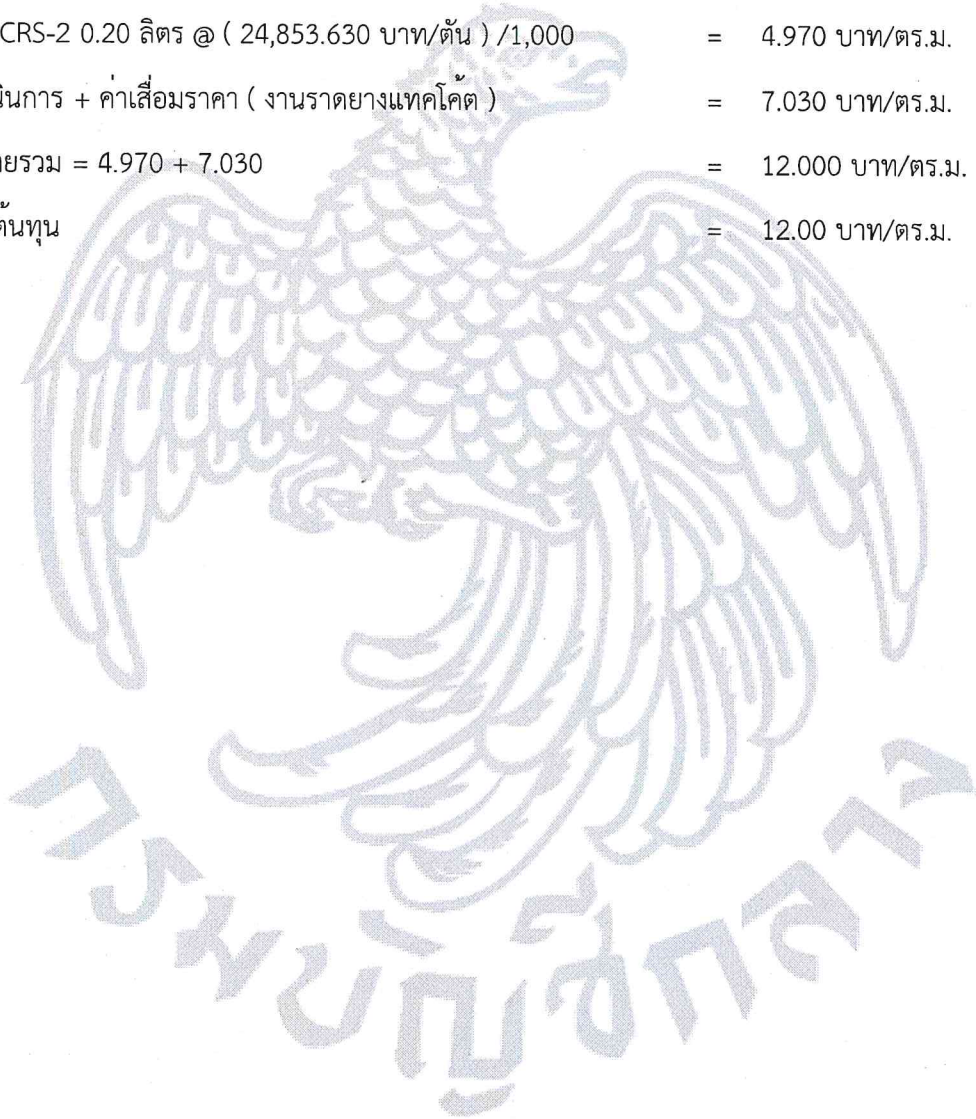 CRS-2 0.20 ลิตร @ ( 24,853.630 บาท/ตัน ) /1,000 = 4.970 บาท/ตร.ม.
นินการ + ค่าเสื่อมราคา ( งานราดยางแทคโค้ต ) = 7.030 บาท/ตร.ม.
ายรวม = 4.970 + 7.030 = 12.000 บาท/ตร.ม.
ต้นทุน = 12.00 บาท/ตร.ม.
กรมบัญชีกลาง